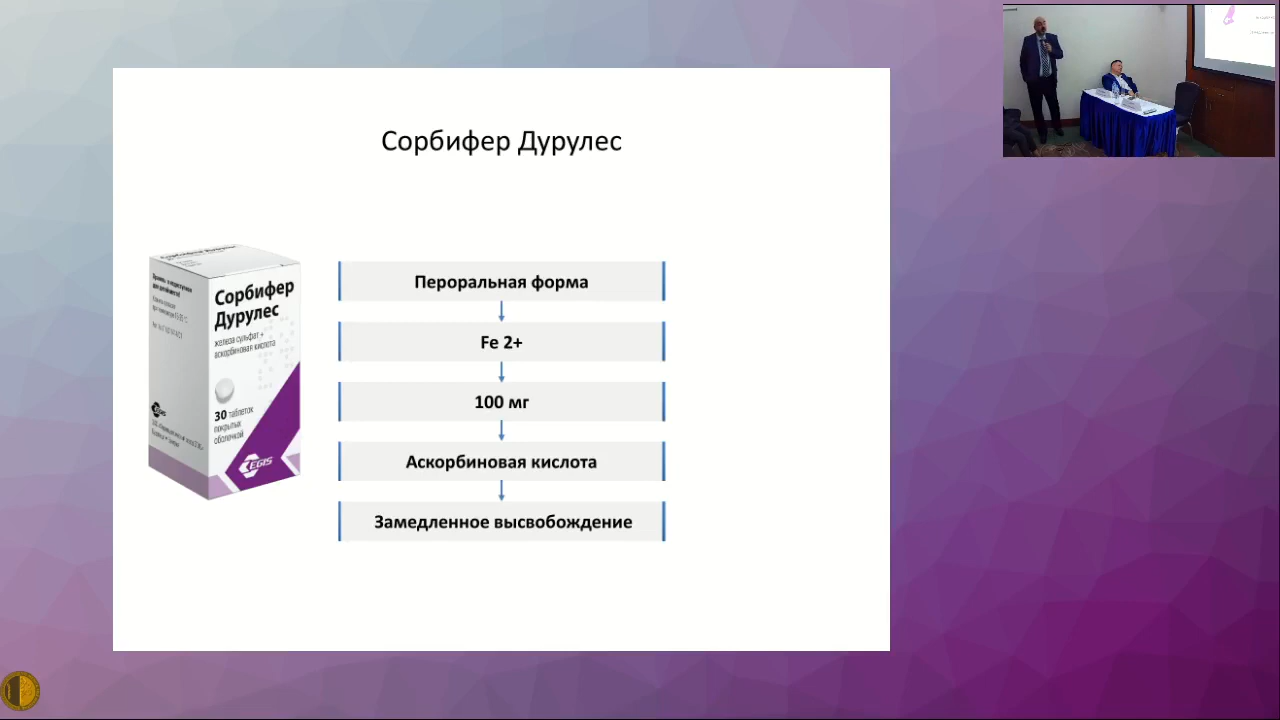 Сорбифер Дурулес
Сорбифер
Дурулес
железа сульфат +
аскорбиновая кислота
30 таблеток
покрытых
оболочкой
EGIS
Пероральная форма
Fe 2+
100 мг
Аскорбиновая кислота
Замедленное высвобождение